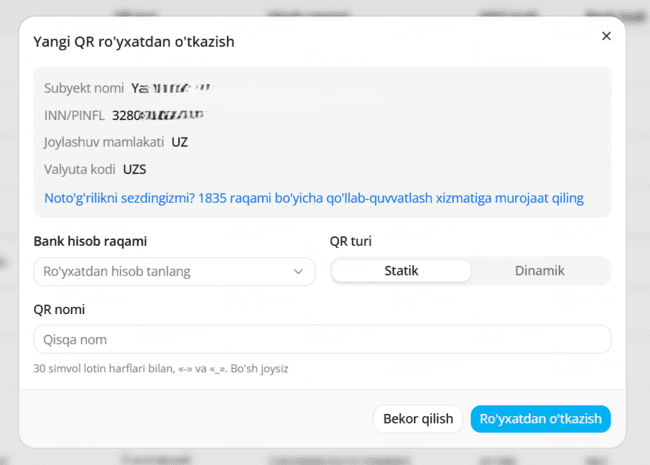 Yangi QR ro'yxatdan o'tkazish
Subyekt nomi
INN/PINFL 3280
Joylashuv mamlakati UZ
Valyuta kodi UZS
Noto'g'rilikni sezdingizmi? 1835 raqami bo'yicha qo'llab-quvvatlash xizmatiga murojaat qiling
Bank hisob raqami
QR turi
Ro'yxatdan hisob tanlang
Statik
Dinamik
QR nomi
Qisqa nom
30 simvol lotin harflari bilan, «-» va «_». Bo'sh joysiz
Bekor qilish
Ro'yxatdan o'tkazish